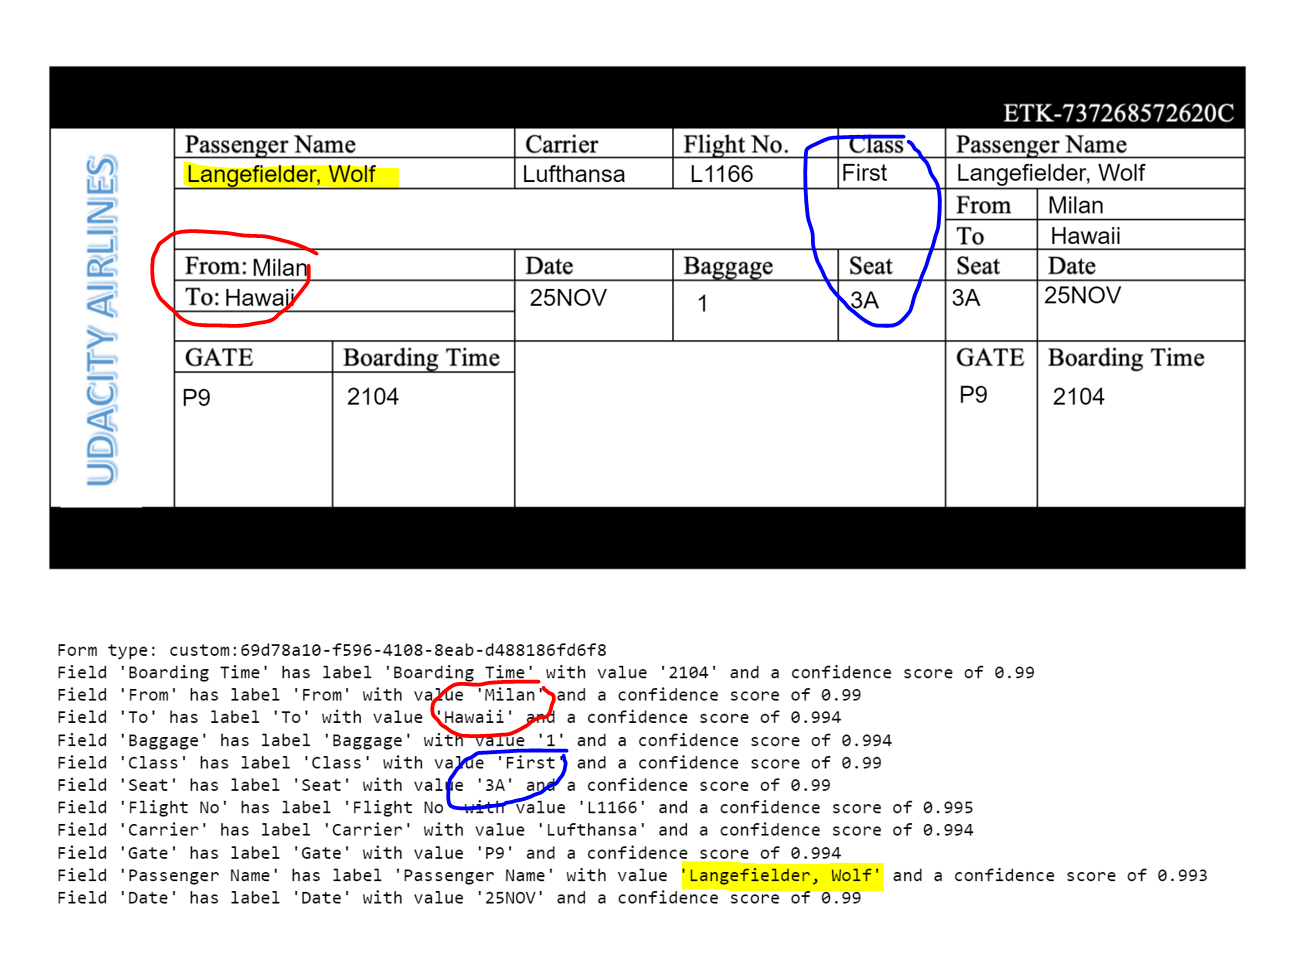 ETK-737268572620C
UDACITY AIRLINES
Passenger Name Carrier Flight No. Class Passenger Name
Langefielder, Wolf Lufthansa L1166 First Langefielder, Wolf
From Milan
To Hawaii
From: Milan Date Baggage Seat Seat Date
To: Hawaii 25NOV 1 3A 3A 25NOV
GATE Boarding Time GATE Boarding Time
P9 2104 P9 2104
Form type: custom:69d78a10-f596-4108-8eab-d488186fd6f8
Field 'Boarding Time' has label 'Boarding Time' with value '2104' and a confidence score of 0.99
Field 'From' has label 'From' with value 'Milan' and a confidence score of 0.99
Field 'To' has label 'To' with value 'Hawaii' and a confidence score of 0.994
Field 'Baggage' has label 'Baggage' with value '1' and a confidence score of 0.994
Field 'Class' has label 'Class' with value 'First' and a confidence score of 0.99
Field 'Seat' has label 'Seat' with value '3A' and a confidence score of 0.99
Field 'Flight No' has label 'Flight No' with value 'L1166' and a confidence score of 0.995
Field 'Carrier' has label 'Carrier' with value 'Lufthansa' and a confidence score of 0.994
Field 'Gate' has label 'Gate' with value 'P9' and a confidence score of 0.994
Field 'Passenger Name' has label 'Passenger Name' with value 'Langefielder, Wolf' and a confidence score of 0.993
Field 'Date' has label 'Date' with value '25NOV' and a confidence score of 0.99